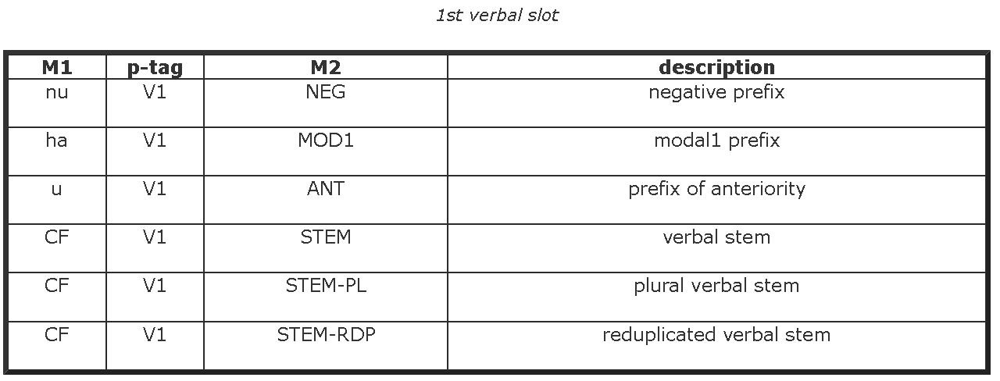 1st verbal slot
M1 p-tag M2 description
nu V1 NEG negative prefix
ha V1 MOD1 modal1 prefix
u V1 ANT prefix of anteriority
CF V1 STEM verbal stem
CF V1 STEM-PL plural verbal stem
CF V1 STEM-RDP reduplicated verbal stem